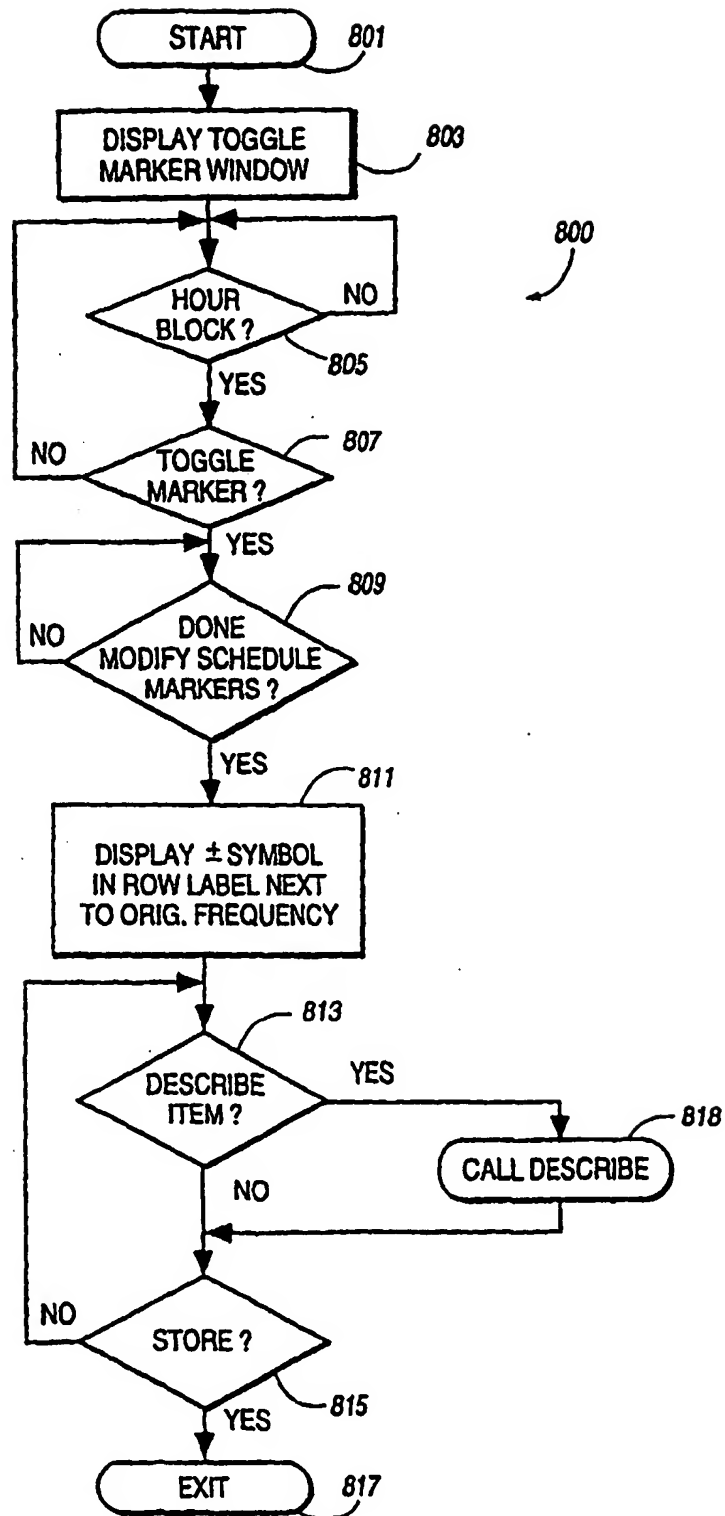 START
801
DISPLAY TOGGLE
MARKER WINDOW
803
800
HOUR
BLOCK ?
NO
805
YES
NO
807
TOGGLE
MARKER ?
YES
809
NO
DONE
MODIFY SCHEDULE
MARKERS ?
YES
811
DISPLAY ± SYMBOL
IN ROW LABEL NEXT
TO ORIG. FREQUENCY
813
DESCRIBE
ITEM ?
YES
818
CALL DESCRIBE
NO
NO
STORE ?
815
YES
EXIT
817